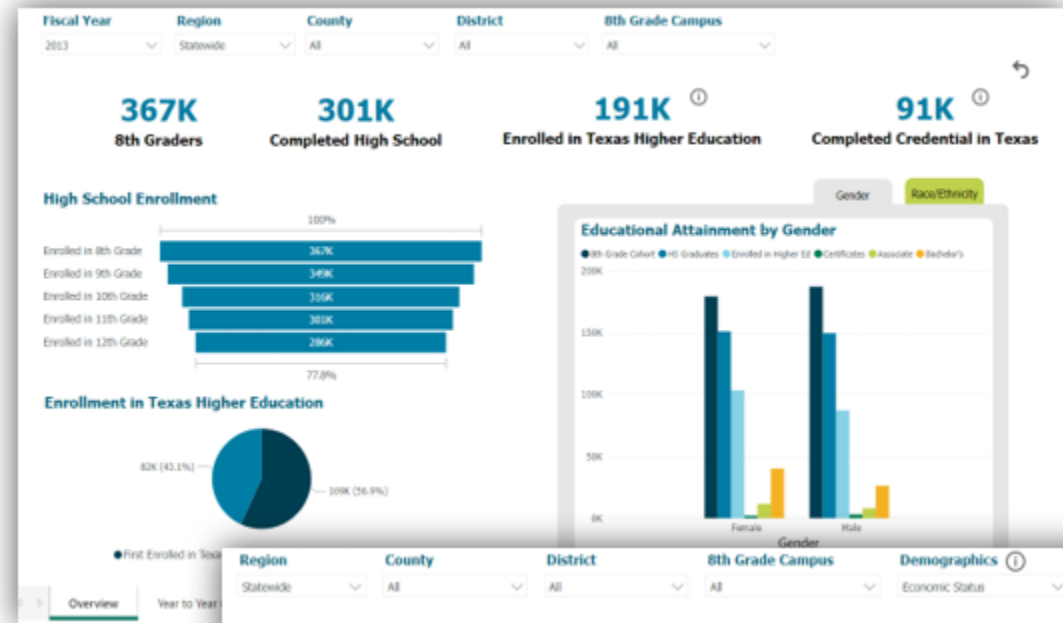 Fiscal Year Region County District 8th Grade Campus
2013 Statewide All All All
367K 301K 191K 91K
8th Graders Completed High School Enrolled in Texas Higher Education Completed Credential in Texas
High School Enrollment
100%
Enrolled in 8th Grade 367K
Enrolled in 9th Grade 349K
Enrolled in 10th Grade 316K
Enrolled in 11th Grade 301K
Enrolled in 12th Grade 286K
77.8%
Enrollment in Texas Higher Education
82K (43.1%)
109K (56.9%)
First Enrolled in Texa
Overview Year to Year
Gender Race/Ethnicity
Educational Attainment by Gender
8th Grade Cohort HS Graduates Enrolled in Higher Ed Certificates Associate Bachelor's
200K
150K
100K
50K
0K
Female Male
Gender
Region County District 8th Grade Campus Demographics
Statewide All All All Economic Status